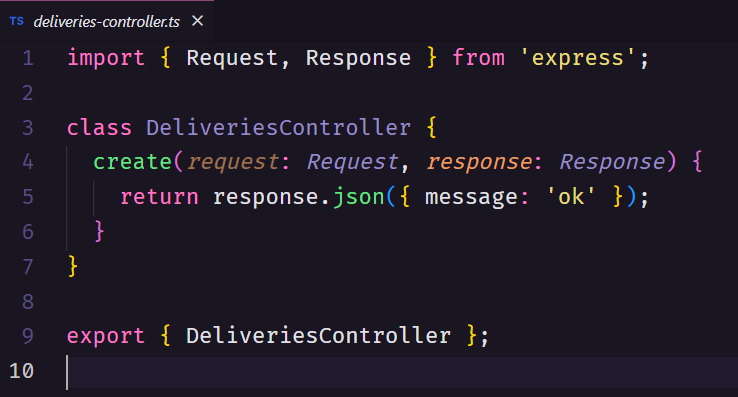 TS deliveries-controller.ts ×
1 import { Request, Response } from 'express';
2
3 class DeliveriesController {
4 create(request: Request, response: Response) {
5 return response.json({ message: 'ok' });
6 }
7 }
8
9 export { DeliveriesController };
10